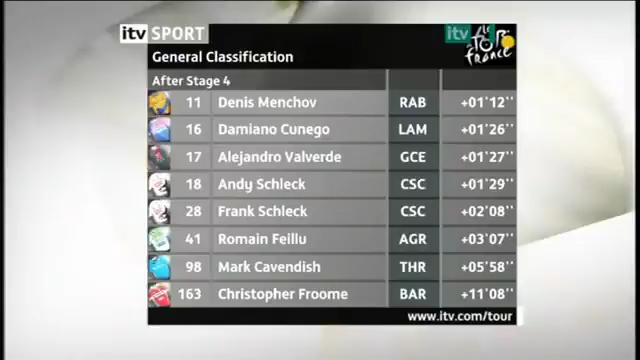 itv SPORT
itv le TOUR de france
General Classification
After Stage 4
11 Denis Menchov RAB +01'12''
16 Damiano Cunego LAM +01'26''
17 Alejandro Valverde GCE +01'27''
18 Andy Schleck CSC +01'29''
28 Frank Schleck CSC +02'08''
41 Romain Feillu AGR +03'07''
98 Mark Cavendish THR +05'58''
163 Christopher Froome BAR +11'08''
www.itv.com/tour